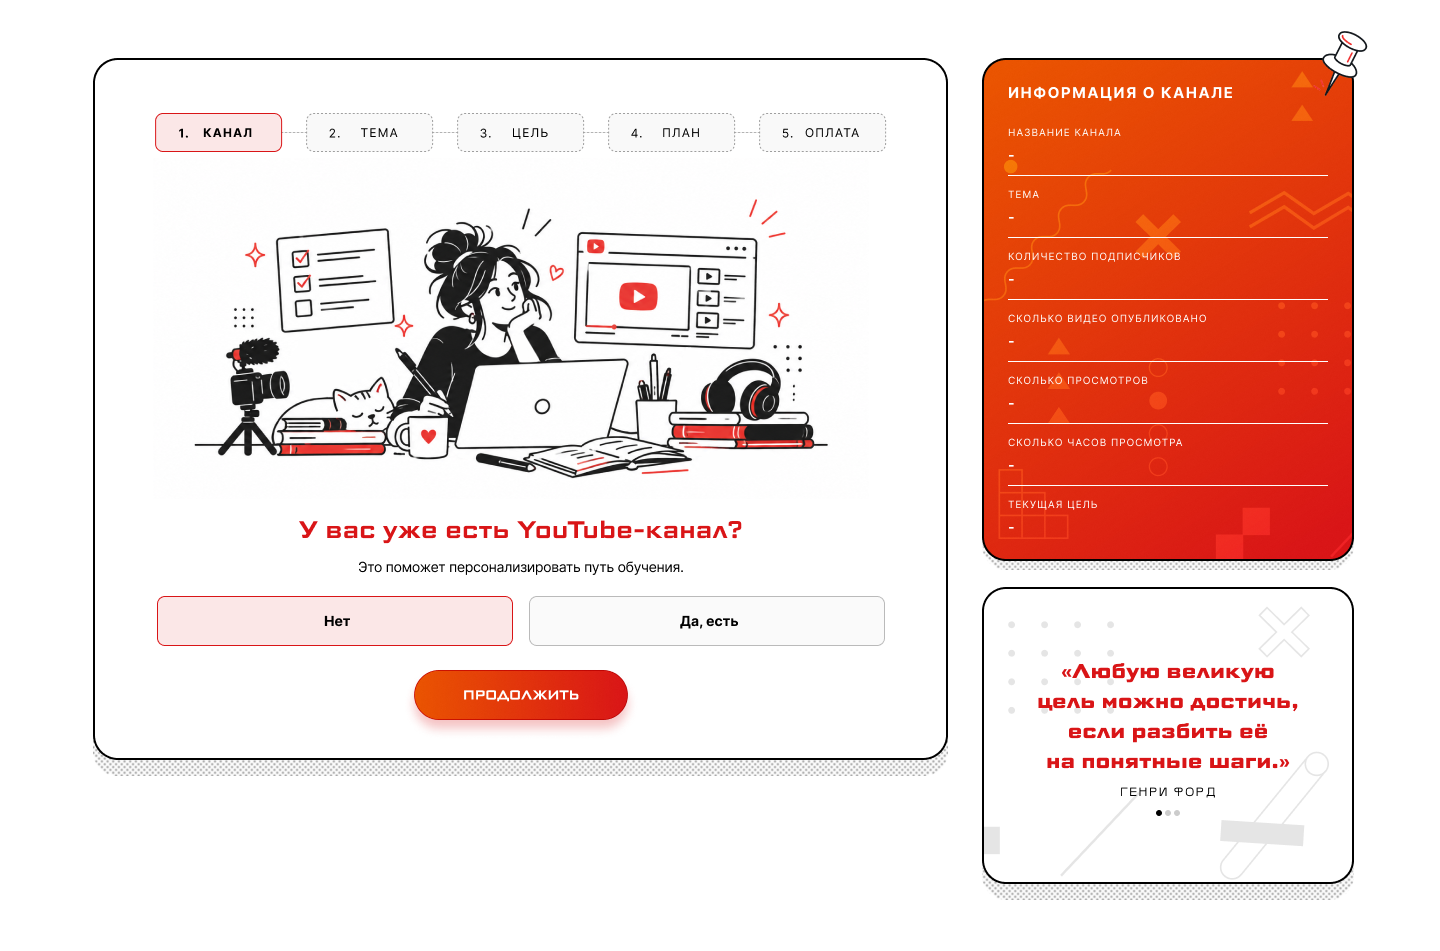 1. КАНАЛ
2. ТЕМА
3. ЦЕЛЬ
4. ПЛАН
5. ОПЛАТА
У вас уже есть YouTube-канал?
Это поможет персонализировать путь обучения.
Нет
Да, есть
ПРОДОЛЖИТЬ
ИНФОРМАЦИЯ О КАНАЛЕ
НАЗВАНИЕ КАНАЛА
-
ТЕМА
-
КОЛИЧЕСТВО ПОДПИСЧИКОВ
-
СКОЛЬКО ВИДЕО ОПУБЛИКОВАНО
-
СКОЛЬКО ПРОСМОТРОВ
-
СКОЛЬКО ЧАСОВ ПРОСМОТРА
-
ТЕКУЩАЯ ЦЕЛЬ
-
«Любую великую
цель можно достичь,
если разбить её
на понятные шаги.»
ГЕНРИ ФОРД